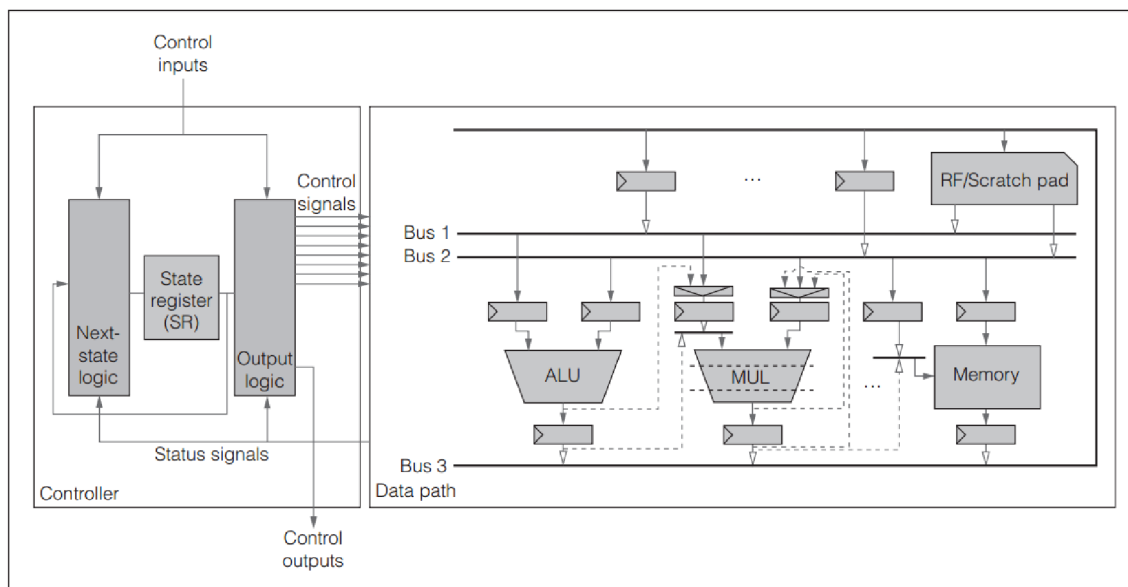 Control
inputs
Control
signals
Next-
state
logic
State
register
(SR)
Output
logic
Status signals
Controller
Control
outputs
...
RF/Scratch pad
Bus 1
Bus 2
ALU
MUL
...
Memory
Bus 3
Data path